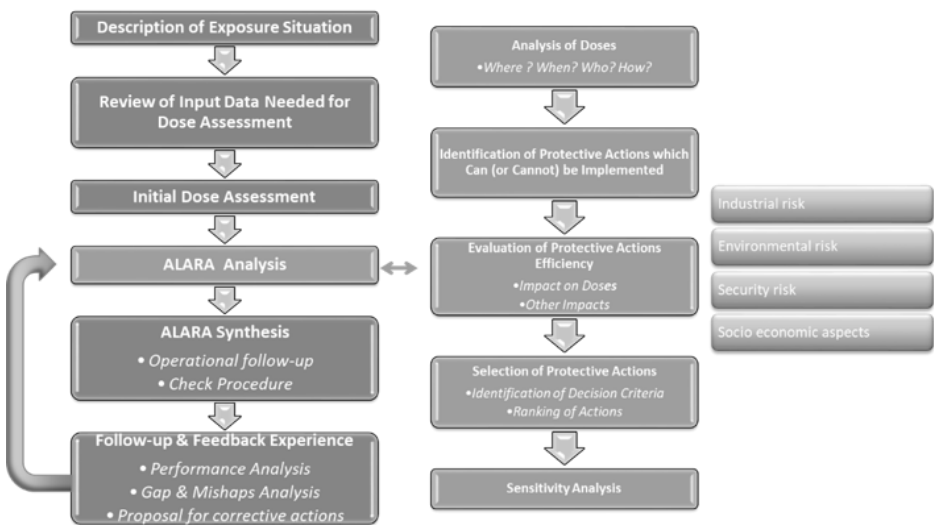 Description of Exposure Situation
Review of Input Data Needed for
Dose Assessment
Initial Dose Assessment
ALARA Analysis
ALARA Synthesis
• Operational follow-up
• Check Procedure
Follow-up & Feedback Experience
• Performance Analysis
• Gap & Mishaps Analysis
• Proposal for corrective actions
Analysis of Doses
•Where ? When? Who? How?
Identification of Protective Actions which
Can (or Cannot) be Implemented
Evaluation of Protective Actions
Efficiency
•Impact on Doses
•Other Impacts
Selection of Protective Actions
•Identification of Decision Criteria
•Ranking of Actions
Sensitivity Analysis
Industrial risk
Environmental risk
Security risk
Socio economic aspects